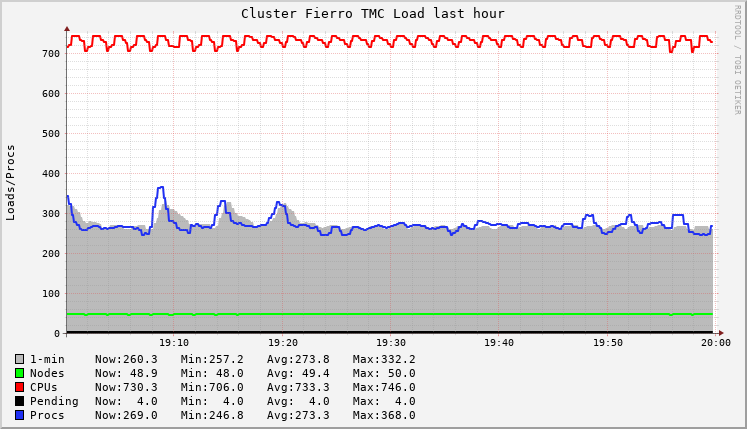 Cluster Fierro TMC Load last hour
RRDTOOL / TOBI OETIKER
Loads/Procs
700
600
500
400
300
200
100
0
19:10 19:20 19:30 19:40 19:50 20:00
1-min Now:260.3 Min:257.2 Avg:273.8 Max:332.2
Nodes Now: 48.9 Min: 48.0 Avg: 49.4 Max: 50.0
CPUs Now:730.3 Min:706.0 Avg:733.3 Max:746.0
Pending Now: 4.0 Min: 4.0 Avg: 4.0 Max: 4.0
Procs Now:269.0 Min:246.8 Avg:273.3 Max:368.0